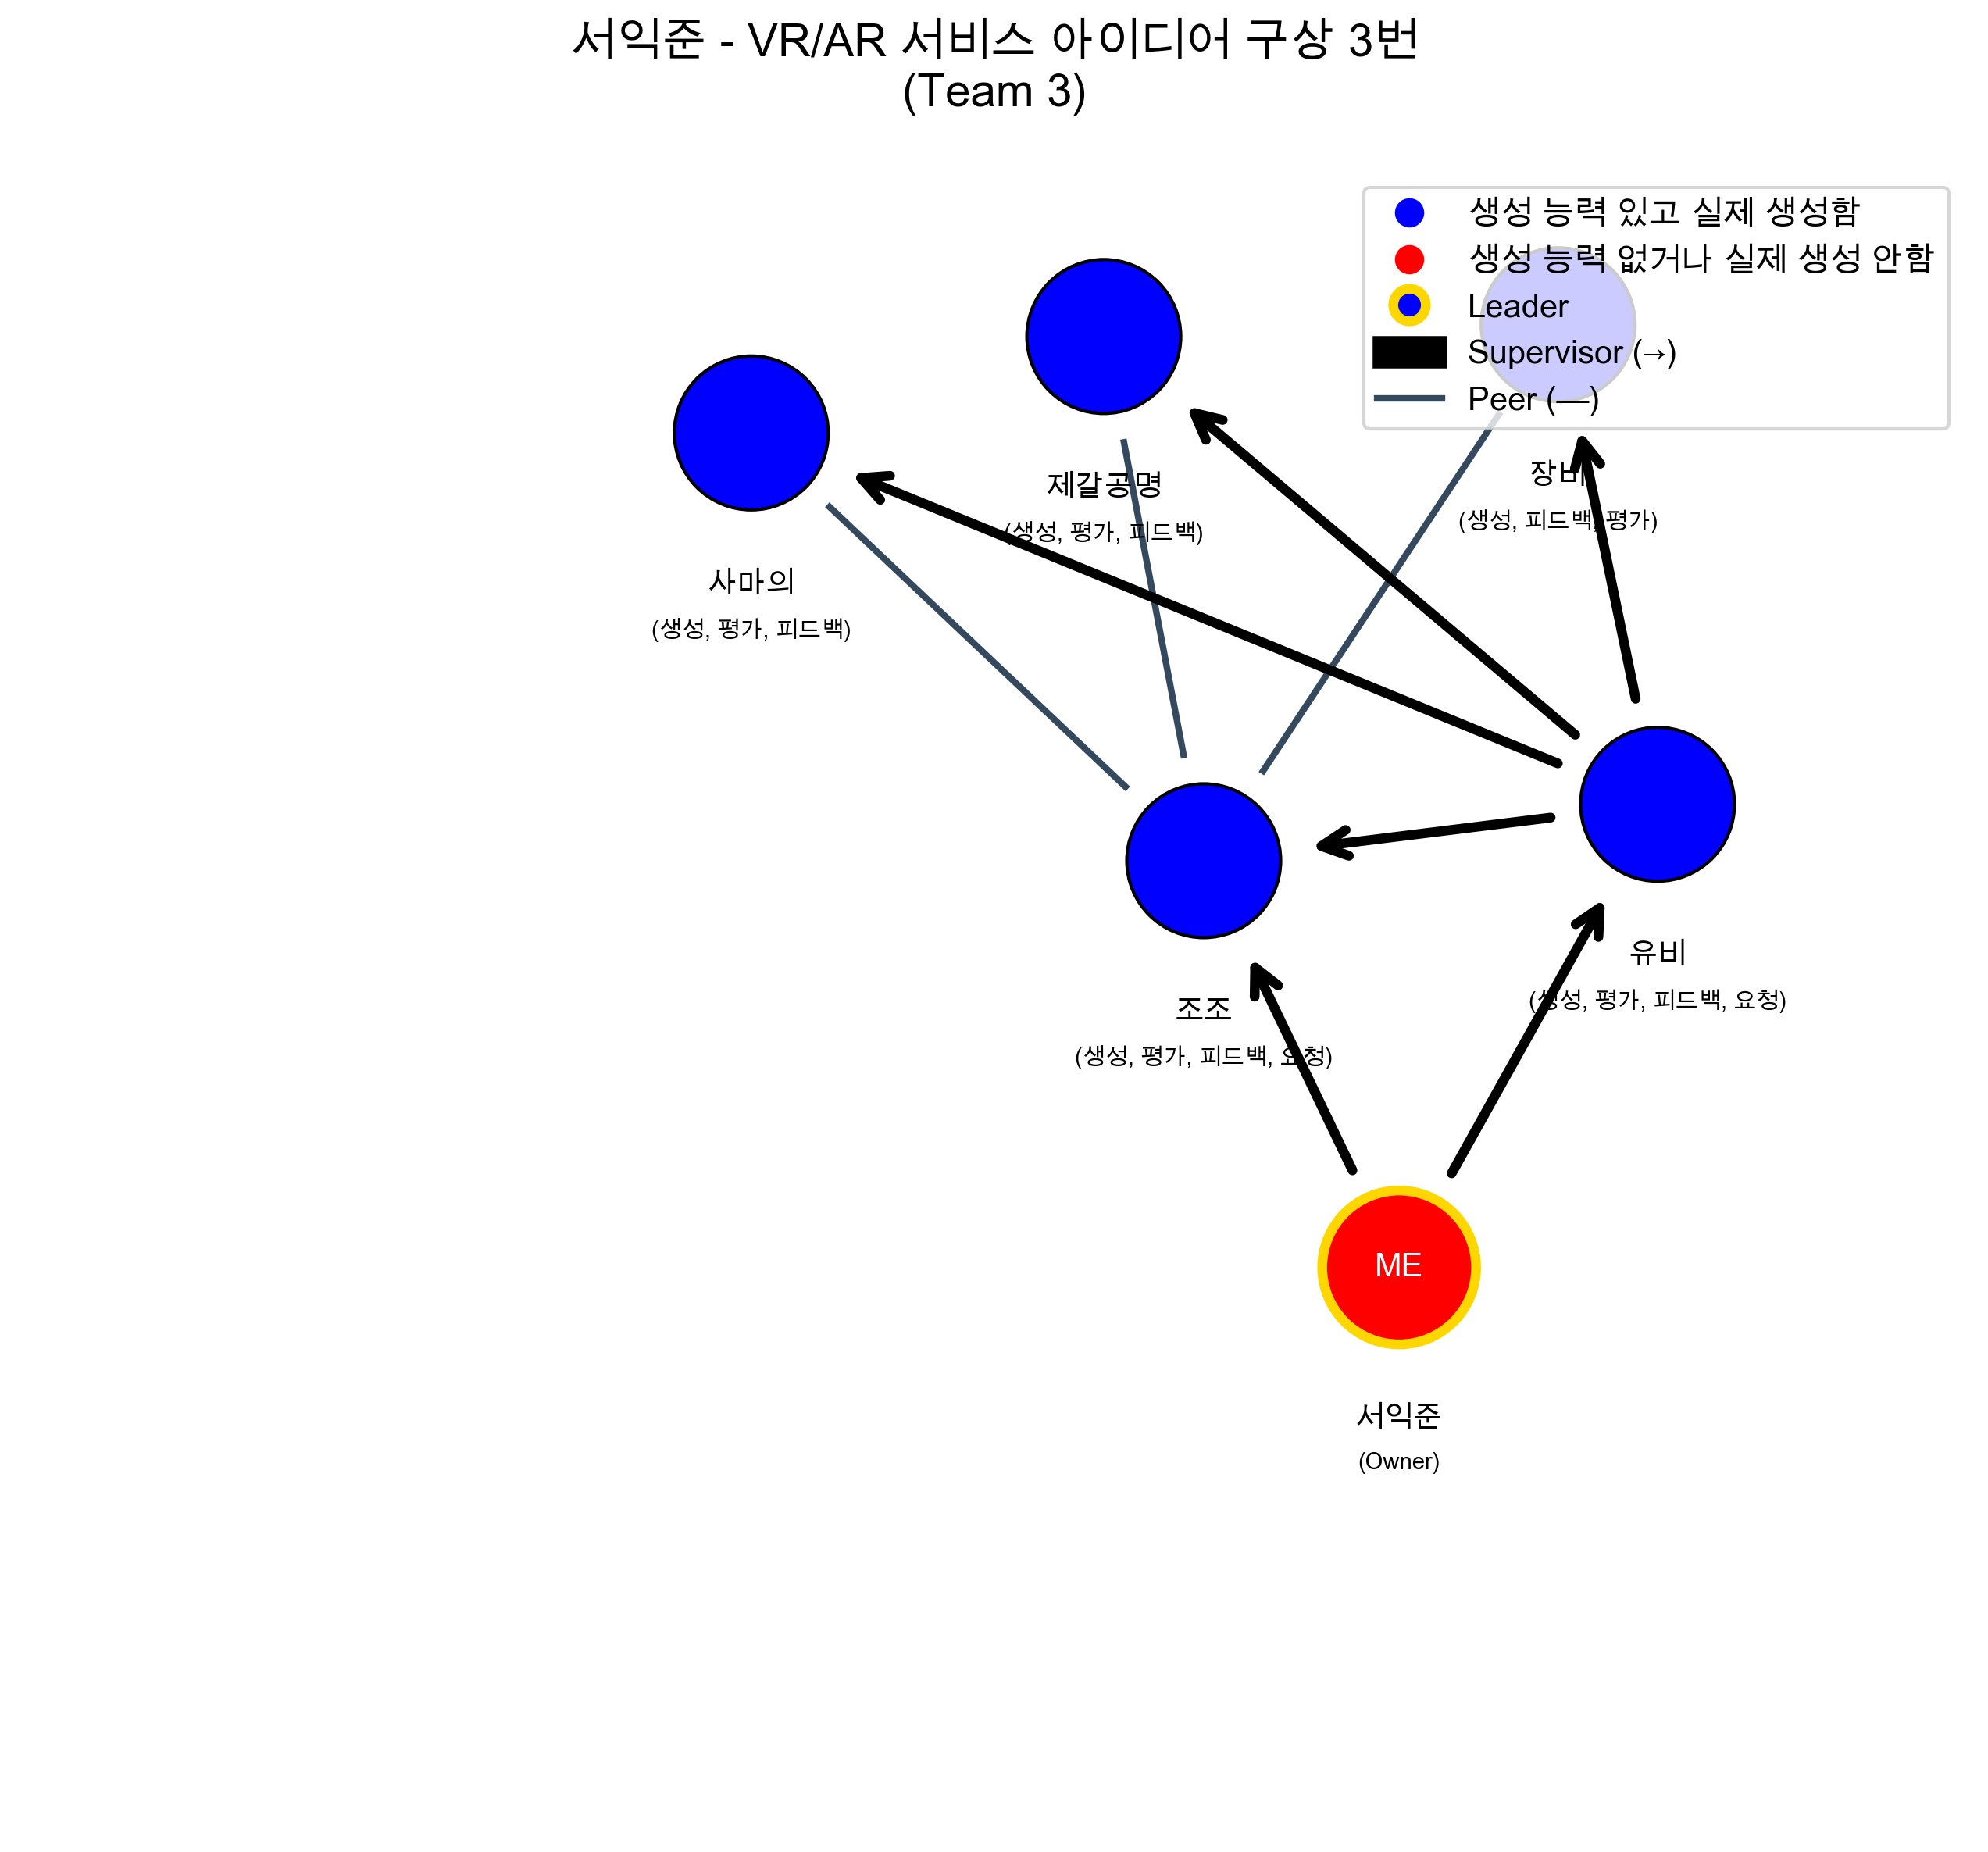 서익준 - VR/AR 서비스 아이디어 구상 3번
(Team 3)
생성 능력 있고 실제 생성함
생성 능력 없거나 실제 생성 안함
Leader
Supervisor (→)
Peer (—)
제갈공명
(생성, 평가, 피드백)
장비
(생성, 피드백, 평가)
사마의
(생성, 평가, 피드백)
유비
(생성, 평가, 피드백, 요청)
조조
(생성, 평가, 피드백, 요청)
ME
서익준
(Owner)